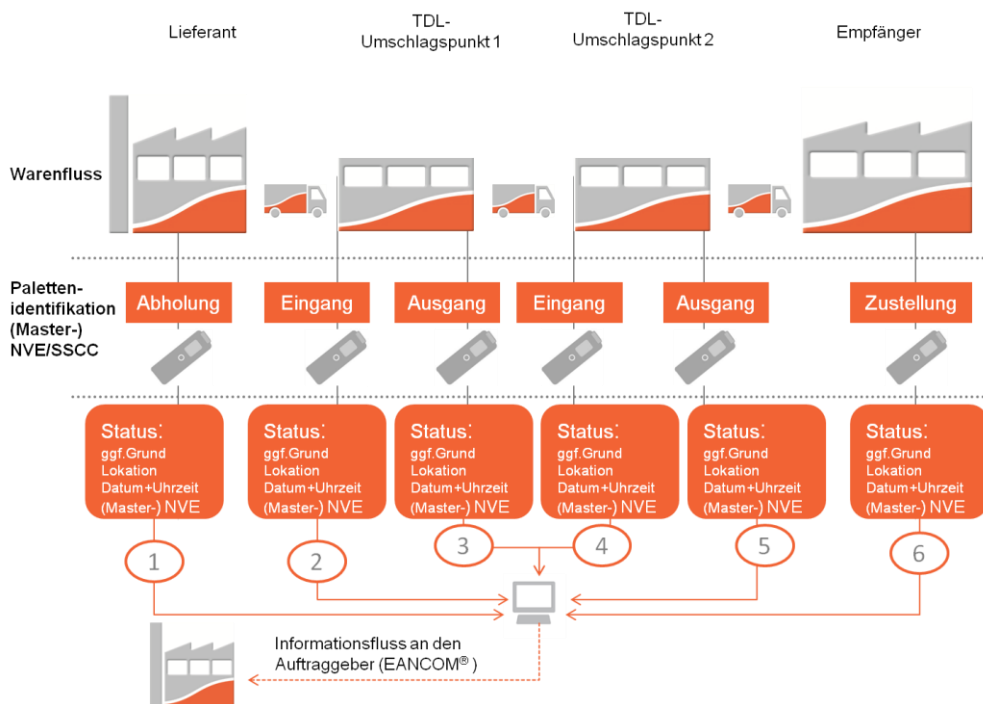 Lieferant
TDL-
Umschlagspunkt 1
TDL-
Umschlagspunkt 2
Empfänger
Warenfluss
Paletten-
identifikation
(Master-)
NVE/SSCC
Abholung
Eingang
Ausgang
Eingang
Ausgang
Zustellung
Status:
ggf.Grund
Lokation
Datum+Uhrzeit
(Master-) NVE
Status:
ggf.Grund
Lokation
Datum+Uhrzeit
(Master-) NVE
Status:
ggf.Grund
Lokation
Datum+Uhrzeit
(Master-) NVE
Status:
ggf.Grund
Lokation
Datum+Uhrzeit
(Master-) NVE
Status:
ggf.Grund
Lokation
Datum+Uhrzeit
(Master-) NVE
Status:
ggf.Grund
Lokation
Datum+Uhrzeit
(Master-) NVE
1
2
3
4
5
6
Informationsfluss an den
Auftraggeber (EANCOM® )